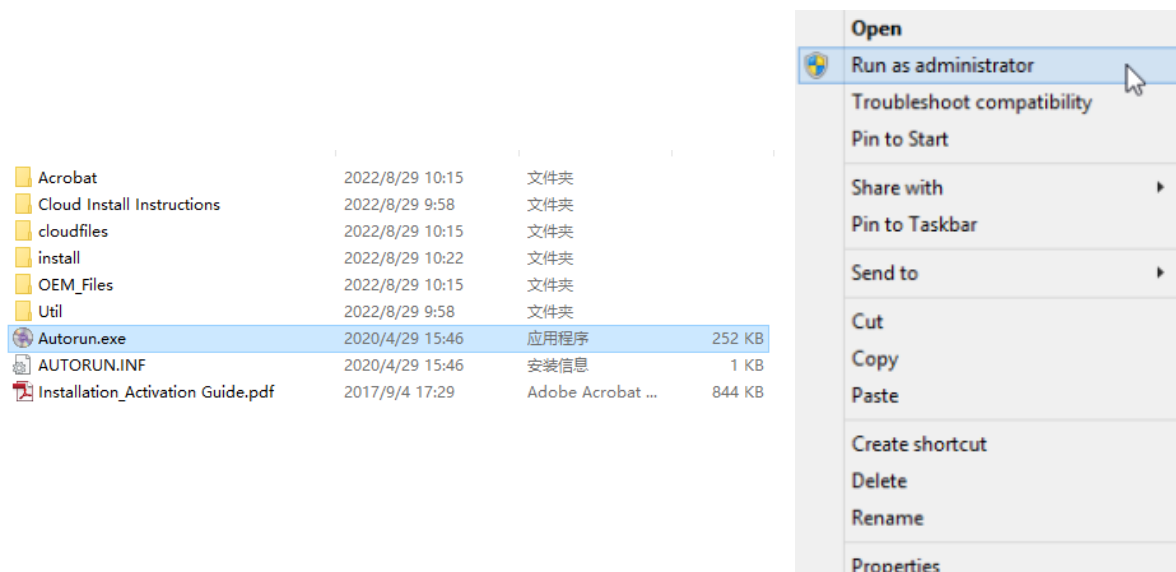 Acrobat 2022/8/29 10:15 文件夹
Cloud Install Instructions 2022/8/29 9:58 文件夹
cloudfiles 2022/8/29 10:15 文件夹
install 2022/8/29 10:22 文件夹
OEM_Files 2022/8/29 10:15 文件夹
Util 2022/8/29 9:58 文件夹
Autorun.exe 2020/4/29 15:46 应用程序 252 KB
AUTORUN.INF 2020/4/29 15:46 安装信息 1 KB
Installation_Activation Guide.pdf 2017/9/4 17:29 Adobe Acrobat ... 844 KB
Open
Run as administrator
Troubleshoot compatibility
Pin to Start
Share with
Pin to Taskbar
Send to
Cut
Copy
Paste
Create shortcut
Delete
Rename
Properties